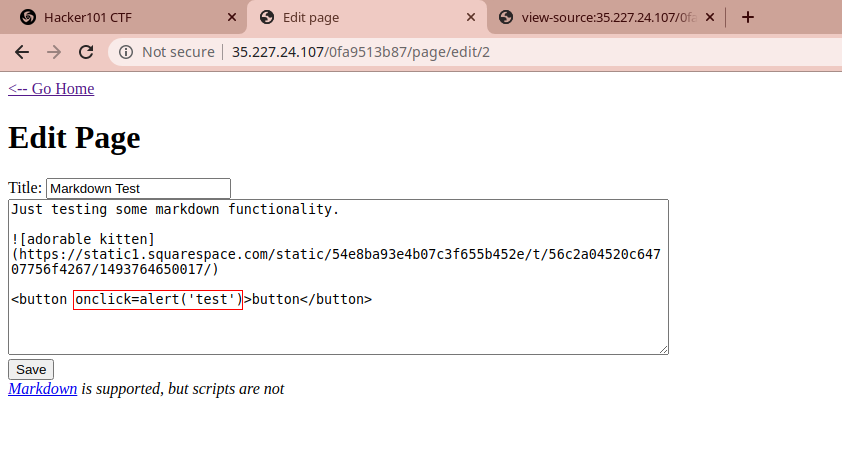 Hacker101 CTF
Edit page
view-source:35.227.24.107/0fa
Not secure
35.227.24.107/0fa9513b87/page/edit/2
<-- Go Home
Edit Page
Title: Markdown Test
Just testing some markdown functionality.
![adorable kitten]
(https://static1.squarespace.com/static/54e8ba93e4b07c3f655b452e/t/56c2a04520c647
07756f4267/1493764650017/)
<button onclick=alert('test')>button</button>
Save
Markdown is supported, but scripts are not